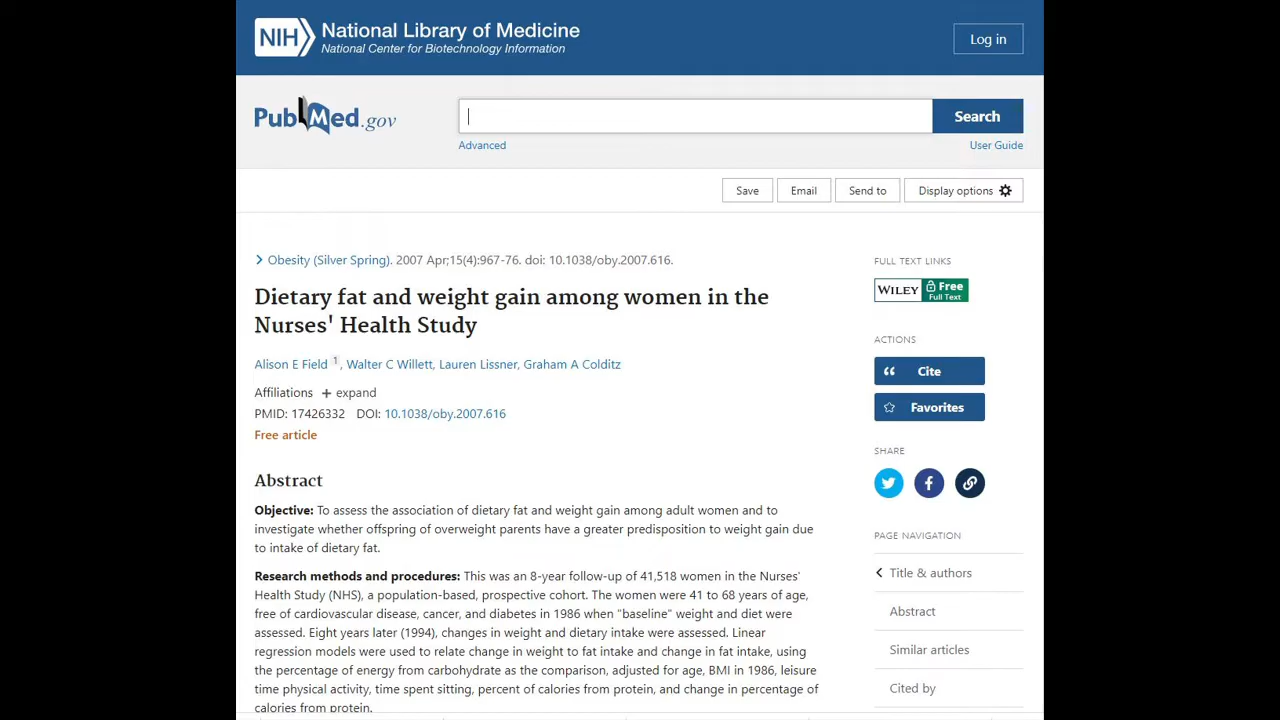 NIH National Library of Medicine
National Center for Biotechnology Information
Log in
PubMed.gov
Search
Advanced
User Guide
Save
Email
Send to
Display options
Obesity (Silver Spring). 2007 Apr;15(4):967-76. doi: 10.1038/oby.2007.616.
Dietary fat and weight gain among women in the
Nurses' Health Study
Alison E Field 1, Walter C Willett, Lauren Lissner, Graham A Colditz
Affiliations + expand
PMID: 17426332 DOI: 10.1038/oby.2007.616
Free article
Abstract
Objective: To assess the association of dietary fat and weight gain among adult women and to
investigate whether offspring of overweight parents have a greater predisposition to weight gain due
to intake of dietary fat.
Research methods and procedures: This was an 8-year follow-up of 41,518 women in the Nurses'
Health Study (NHS), a population-based, prospective cohort. The women were 41 to 68 years of age,
free of cardiovascular disease, cancer, and diabetes in 1986 when "baseline" weight and diet were
assessed. Eight years later (1994), changes in weight and dietary intake were assessed. Linear
regression models were used to relate change in weight to fat intake and change in fat intake, using
the percentage of energy from carbohydrate as the comparison, adjusted for age, BMI in 1986, leisure
time physical activity, time spent sitting, percent of calories from protein, and change in percentage of
calories from protein.
FULL TEXT LINKS
WILEY Free
Full Text
ACTIONS
Cite
Favorites
SHARE
PAGE NAVIGATION
Title & authors
Abstract
Similar articles
Cited by